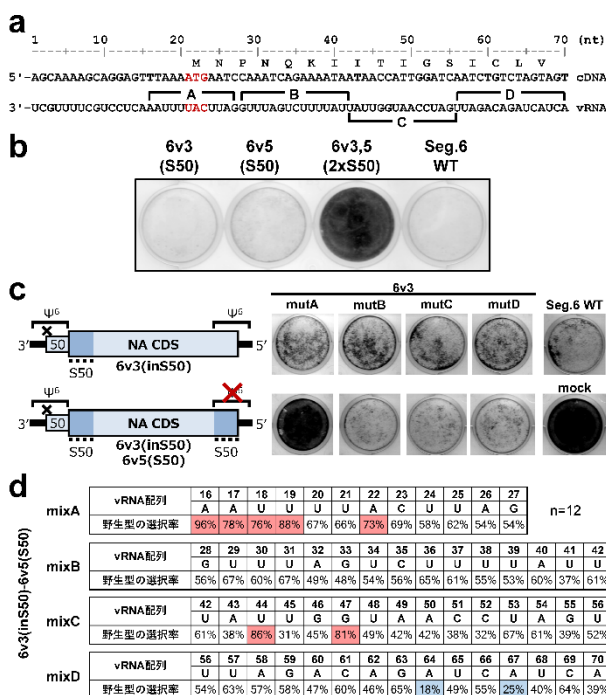 a
1 10 20 30 40 50 60 70 (nt)
M N P N Q K I I T I G S I C L V
5'-AGCAAAAGCAGGAGTTTAAAATGAATCCAAATCAGAAAATAATAACCATTGGATCAATCTGTCTAGTAGT cDNA
A B D
3'-UCGUUUUCGUCCUCAAAUUUUACUUAGGUUUAGUCUUUUAUUAUUGGUAACCUAGUUAGACAGAUCAUCA vRNA
C
b
6v3 (S50)
6v5 (S50)
6v3,5 (2xS50)
Seg.6 WT
c
Ψ6 Ψ6
3' 50 NA CDS 5'
S50 6v3(inS50)
Ψ6 Ψ6
3' 50 NA CDS 5'
S50 6v3(inS50) S50
6v5(S50)
6v3
mutA mutB mutC mutD Seg.6 WT
mock
d
6v3(inS50)-6v5(S50)
mixA
vRNA配列 16 17 18 19 20 21 22 23 24 25 26 27
A A U U U U A C U U A G
野生型の選択率 96% 78% 76% 88% 67% 66% 73% 69% 58% 62% 54% 54%
n=12
mixB
vRNA配列 28 29 30 31 32 33 34 35 36 37 38 39 40 41 42
G U U U A G U C U U U U A U U
野生型の選択率 56% 67% 60% 67% 49% 48% 54% 56% 65% 61% 55% 53% 60% 37% 61%
mixC
vRNA配列 42 43 44 45 46 47 48 49 50 51 52 53 54 55 56
U A U U G G U A A C C U A G U
野生型の選択率 61% 38% 86% 31% 45% 81% 49% 42% 42% 38% 32% 67% 61% 39% 52%
mixD
vRNA配列 56 57 58 59 60 61 62 63 64 65 66 67 68 69 70
U U A G A C A G A U C A U C A
野生型の選択率 54% 63% 57% 58% 47% 60% 46% 18% 49% 25% 40% 64% 39%